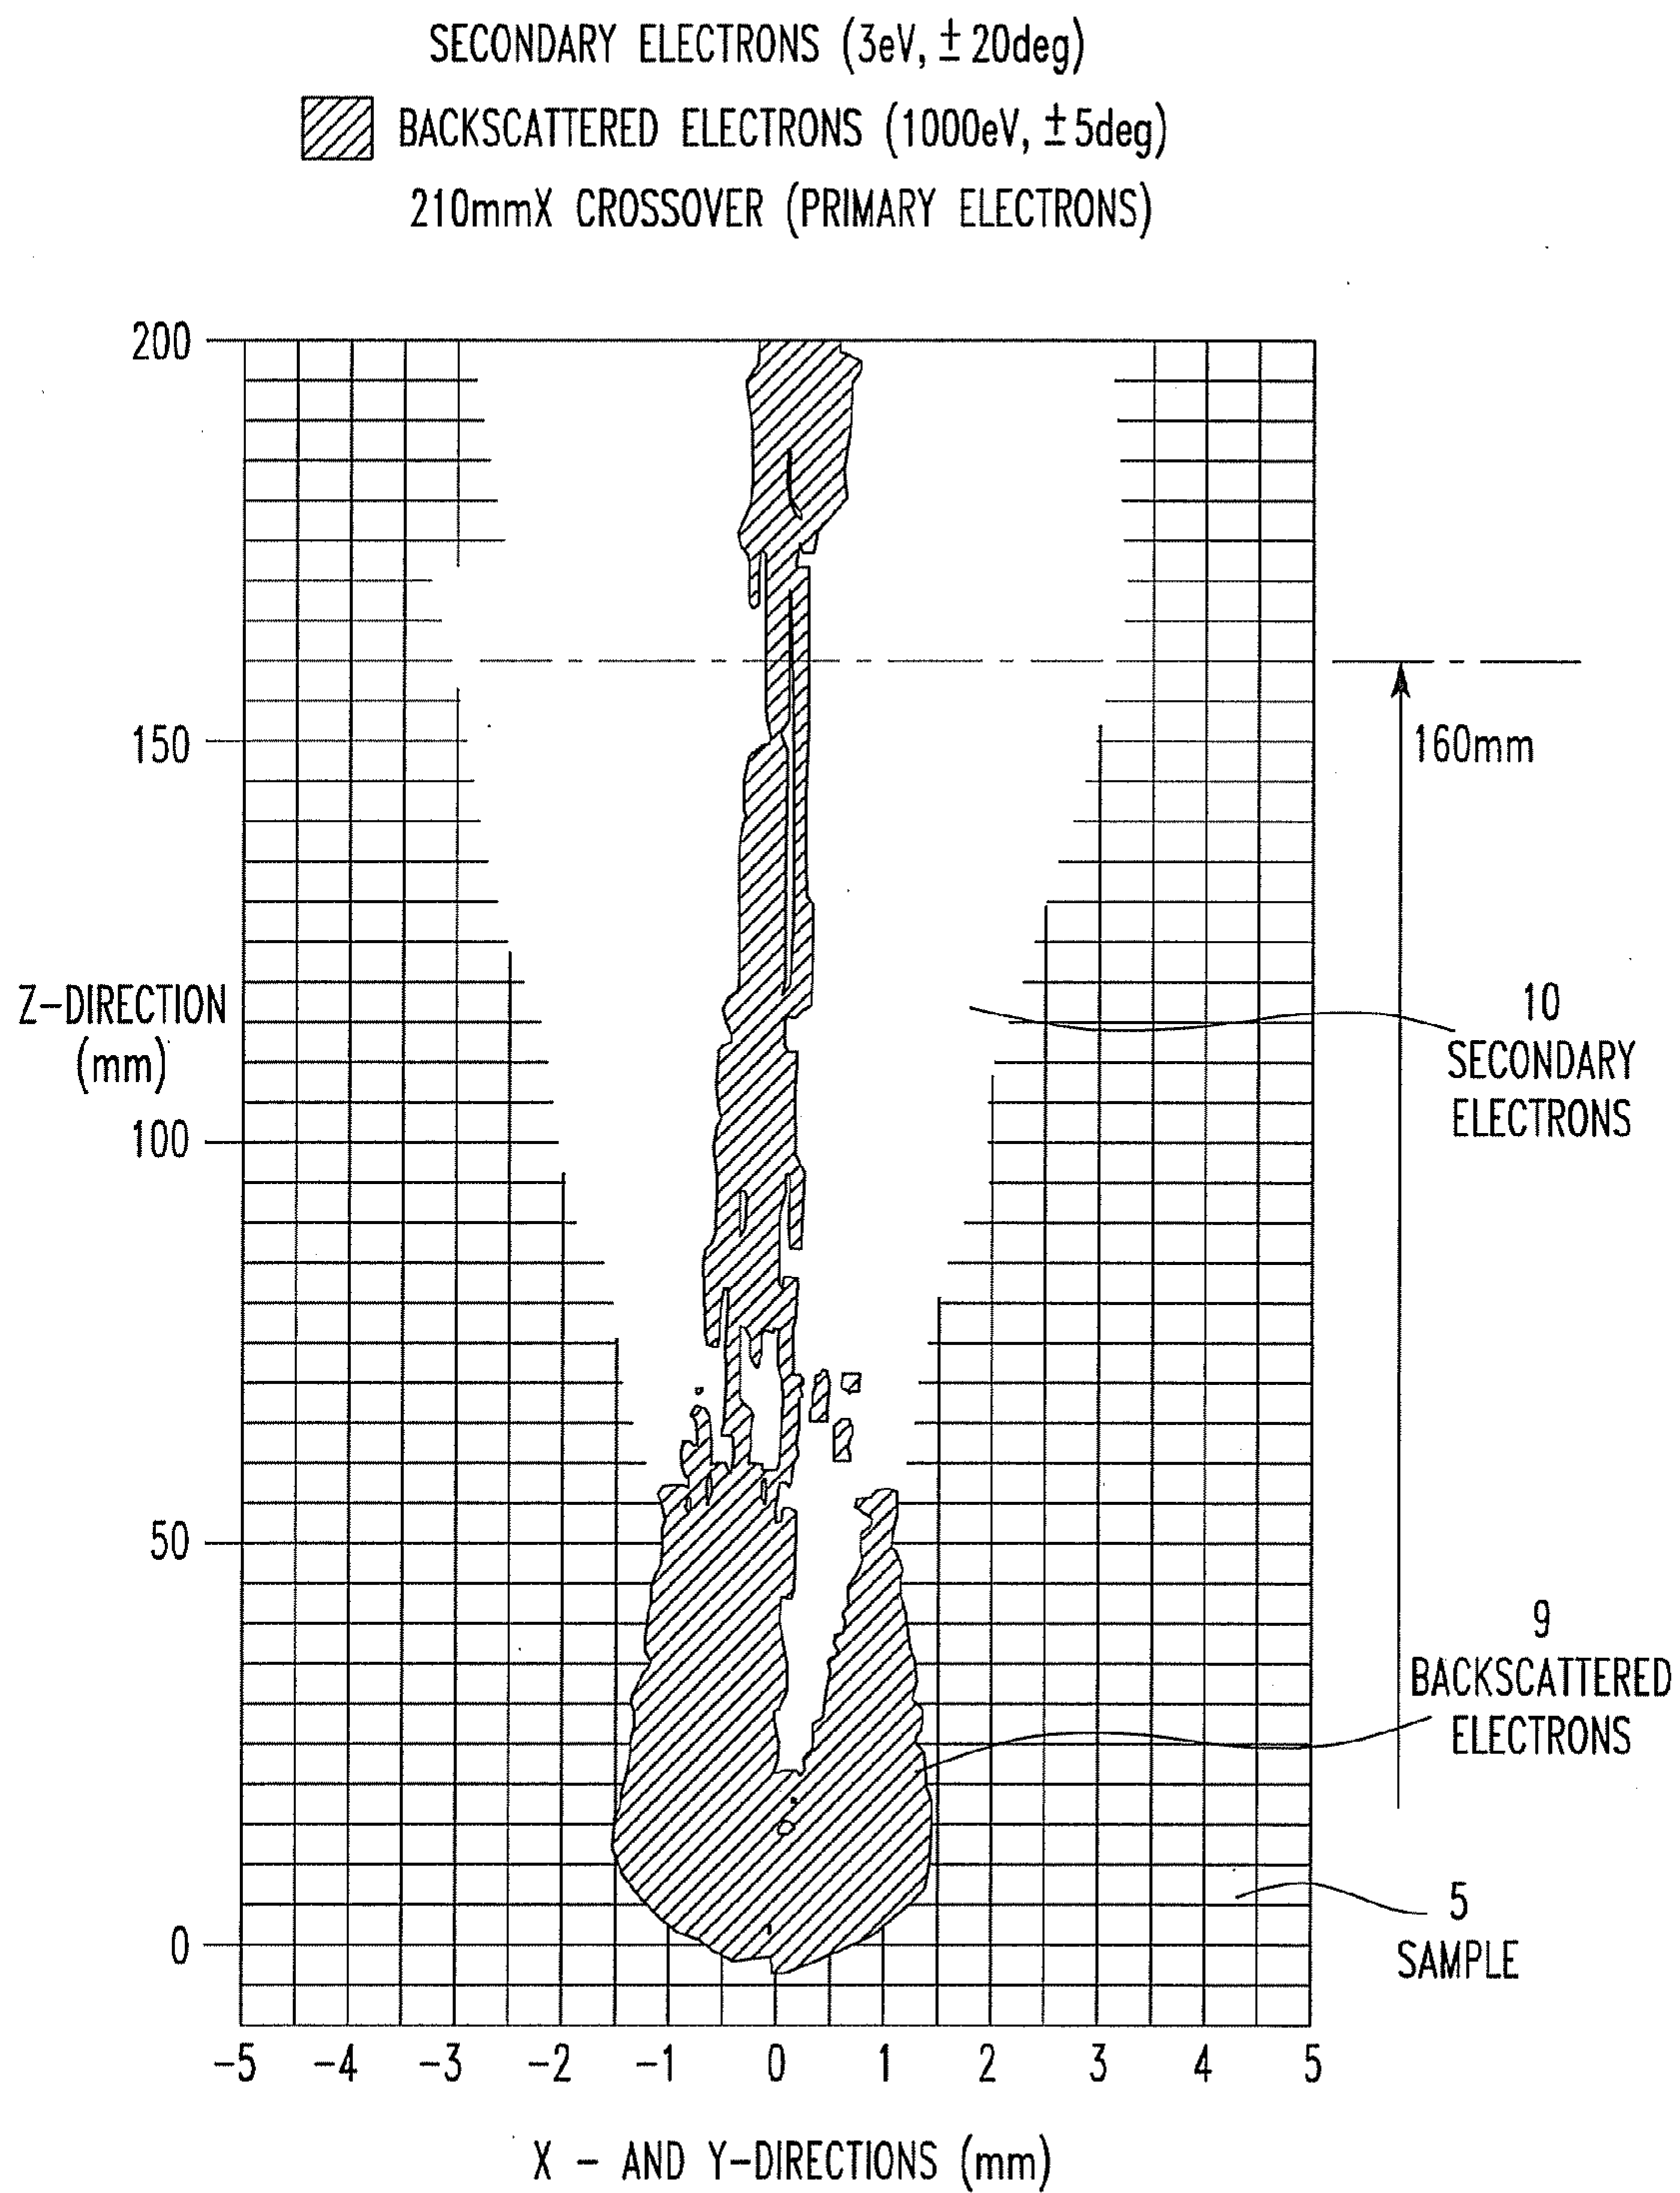 SECONDARY ELECTRONS (3eV, ± 20deg)
BACKSCATTERED ELECTRONS (1000eV, ± 5deg)
210mmX CROSSOVER (PRIMARY ELECTRONS)
200
150
100
50
0
Z-DIRECTION
(mm)
160mm
10
SECONDARY
ELECTRONS
9
BACKSCATTERED
ELECTRONS
5
SAMPLE
-5 -4 -3 -2 -1 0 1 2 3 4 5
X - AND Y-DIRECTIONS (mm)